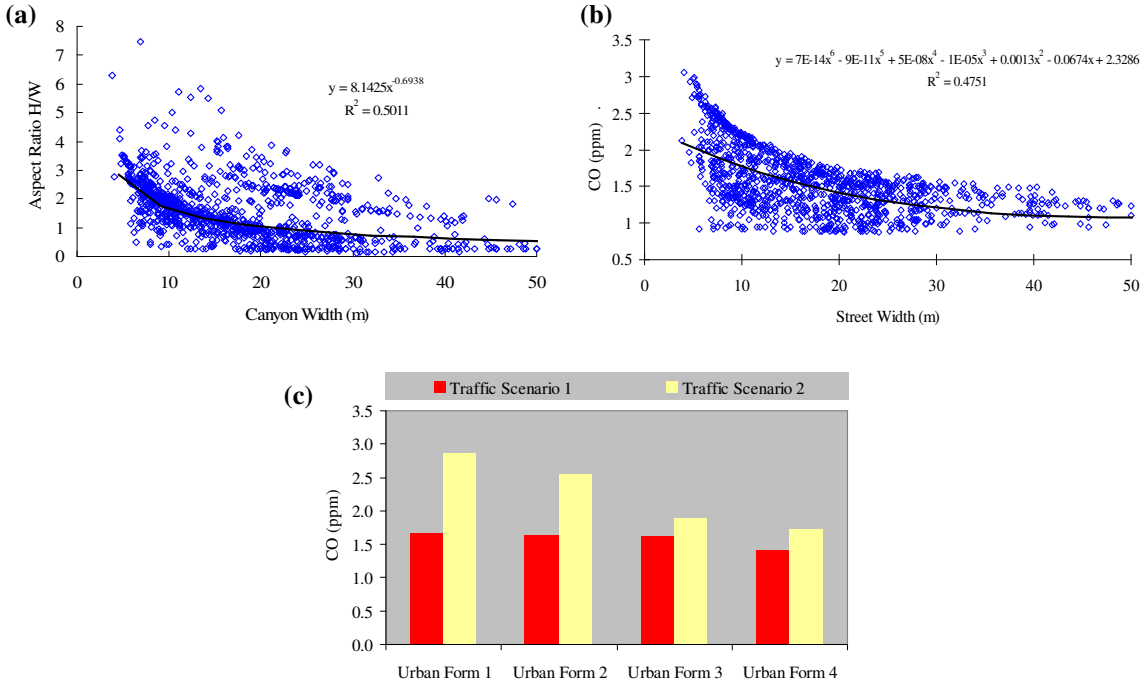 (a)
8
7
6
5
4
3
2
1
0
Aspect Ratio H/W
y = 8.1425x^-0.6938
R^2 = 0.5011
0 10 20 30 40 50
Canyon Width (m)
(b)
3.5
3
2.5
2
1.5
1
0.5
CO (ppm) .
y = 7E-14x^6 - 9E-11x^5 + 5E-08x^4 - 1E-05x^3 + 0.0013x^2 - 0.0674x + 2.3286
R^2 = 0.4751
0 10 20 30 40 50
Street Width (m)
(c)
Traffic Scenario 1 Traffic Scenario 2
3.5
3.0
2.5
2.0
1.5
1.0
0.5
0.0
CO (ppm)
Urban Form 1 Urban Form 2 Urban Form 3 Urban Form 4